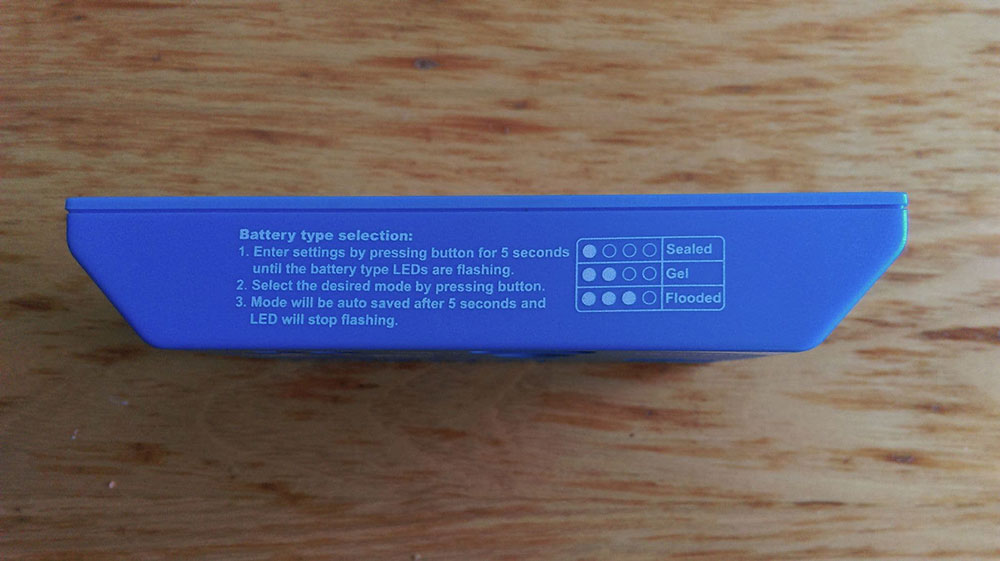 Battery type selection:
1. Enter settings by pressing button for 5 seconds
until the battery type LEDs are flashing.
2. Select the desired mode by pressing button.
3. Mode will be auto saved after 5 seconds and
LED will stop flashing.
Sealed
Gel
Flooded